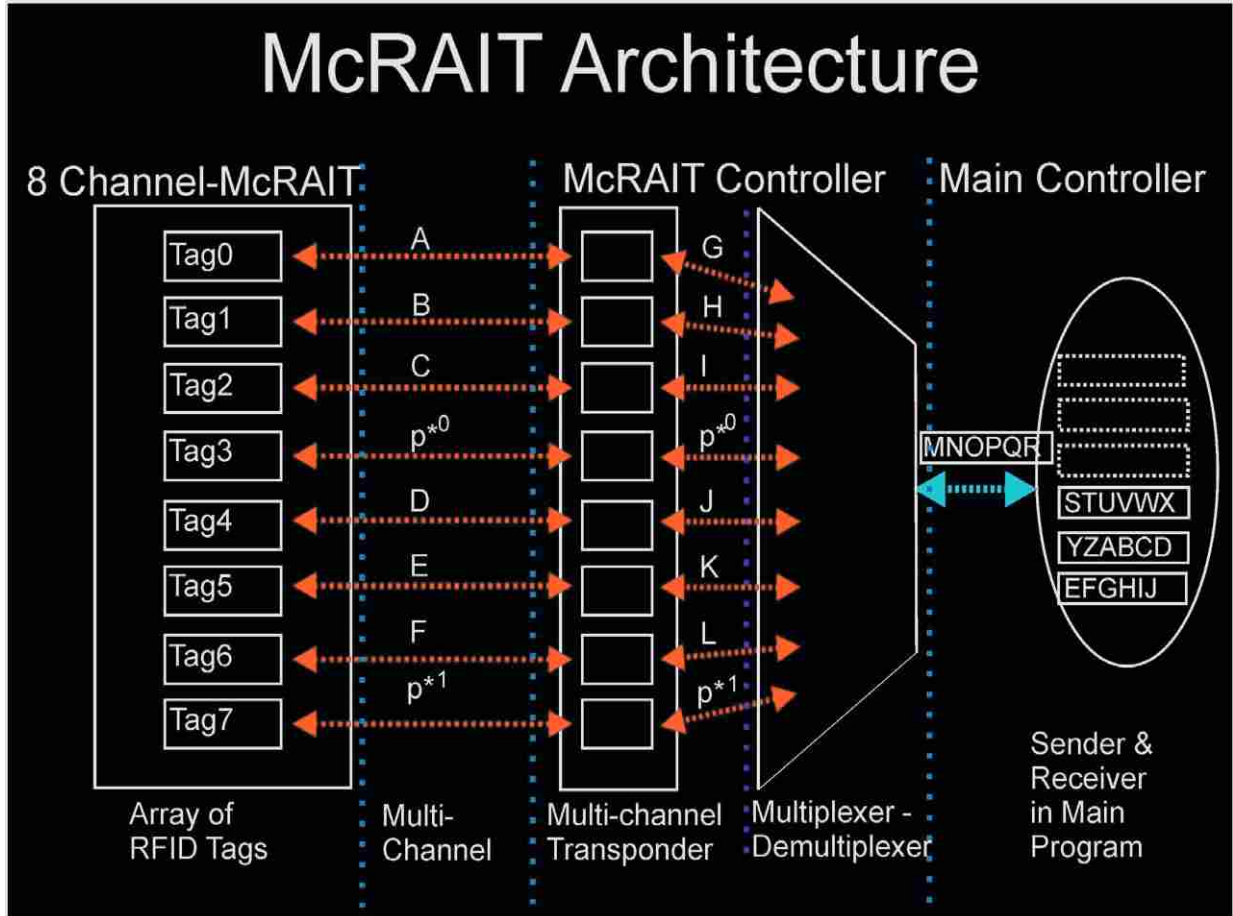 McRAIT Architecture
8 Channel-McRAIT
McRAIT Controller
Main Controller
Tag0
A
G
Tag1
B
H
Tag2
C
I
Tag3
p*0
p*0
MNOPQR
Tag4
D
J
STUVWX
Tag5
E
K
YZABCD
EFGHIJ
Tag6
F
L
Tag7
p*1
p*1
Array of
RFID Tags
Multi-
Channel
Multi-channel
Transponder
Multiplexer -
Demultiplexer
Sender &
Receiver
in Main
Program